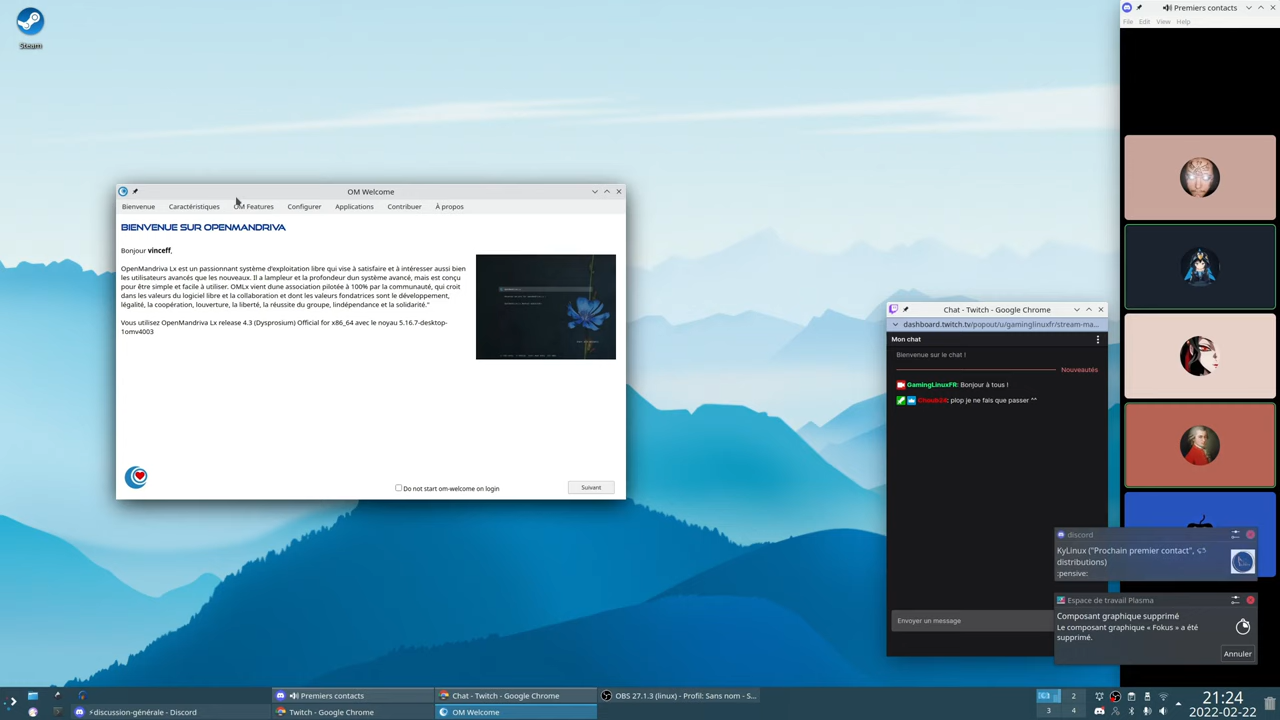 Steam
Premiers contacts
File Edit View Help
OM Welcome
Bienvenue Caractéristiques OM Features Configurer Applications Contribuer À propos
BIENVENUE SUR OPENMANDRIVA
Bonjour vinceff,
OpenMandriva Lx est un passionnant système d'exploitation libre qui vise à satisfaire et à intéresser aussi bien
les utilisateurs avancés que les nouveaux. Il a lampleur et la profondeur dun système avancé, mais est conçu
pour être simple et facile à utiliser. OMLx vient dune association pilotée à 100% par la communauté, qui croit
dans les valeurs du logiciel libre et la collaboration et dont les valeurs fondatrices sont le développement,
légalité, la coopération, louverture, la liberté, la réussite du groupe, lindépendance et la solidarité."
Vous utilisez OpenMandriva Lx release 4.3 (Dysprosium) Official for x86_64 avec le noyau 5.16.7-desktop-
1omv4003
Do not start om-welcome on login
Suivant
Chat - Twitch - Google Chrome
dashboard.twitch.tv/popout/u/gaminglinuxfr/stream-ma...
Mon chat
Bienvenue sur le chat !
Nouveautés
GamingLinuxFR: Bonjour à tous !
plop je ne fais que passer ^^
Envoyer un message
discord
KyLinux ("Prochain premier contact",
distributions)
:pensive:
Espace de travail Plasma
Composant graphique supprimé
Le composant graphique « Fokus » a été
supprimé.
Annuler
Premiers contacts
Chat - Twitch - Google Chrome
OBS 27.1.3 (linux) - Profil: Sans nom - S...
⚡discussion-générale - Discord
Twitch - Google Chrome
OM Welcome
2
3 4
21:24
2022-02-22